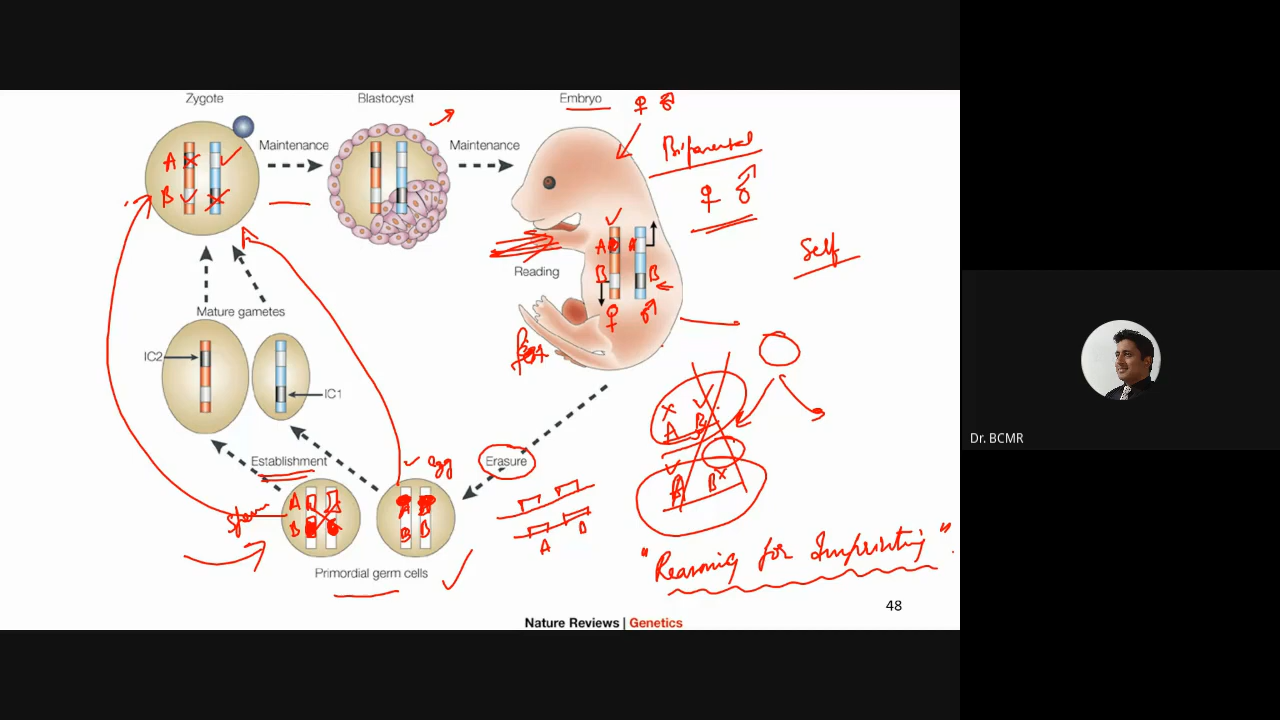 Zygote
Blastocyst
Embryo
♀ ♂
Maintenance
Maintenance
Biparental
♀ ♂
A
B
A A
B B
♀ ♂
Self
Reading
Mature gametes
IC2
IC1
A B
A B
Establishment
Erasure
egg
Sperm
A
B
A A
B B
A B
Primordial germ cells
"Reasoning for Imprinting".
48
Nature Reviews | Genetics
Dr. BCMR